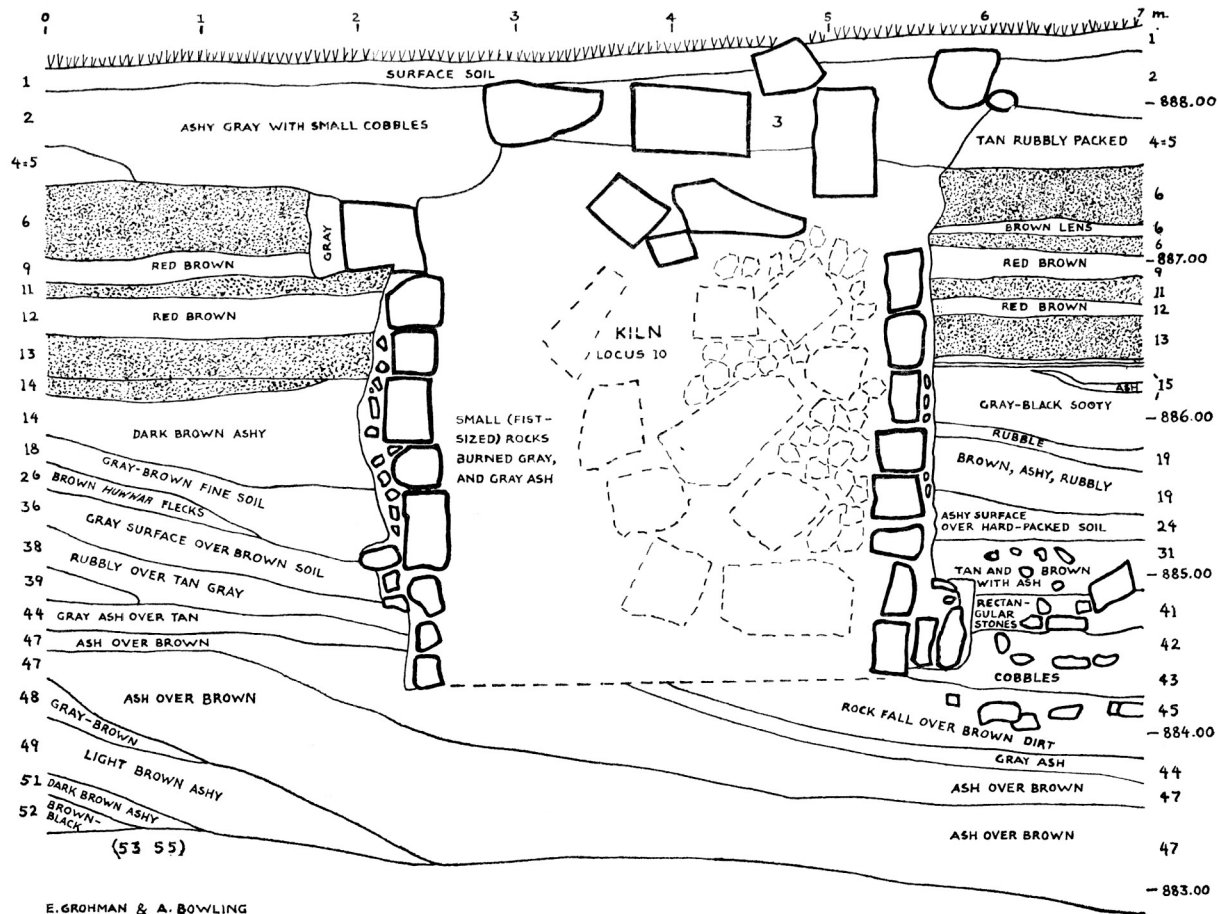 0 1 2 3 4 5 6 7 m.
1
SURFACE SOIL
1
2
- 888.00
2
ASHY GRAY WITH SMALL COBBLES
3
TAN RUBBLY PACKED
4=5
4=5
6
GRAY
6
BROWN LENS
6
6
- 887.00
9
RED BROWN
RED BROWN
9
11
11
12
RED BROWN
RED BROWN
12
13
13
KILN
LOCUS 10
14
ASH
15
14
DARK BROWN ASHY
GRAY-BLACK SOOTY
- 886.00
SMALL (FIST-
SIZED) ROCKS
BURNED GRAY,
AND GRAY ASH
18
GRAY-BROWN FINE SOIL
RUBBLE
19
BROWN, ASHY, RUBBLY
19
26
BROWN HUWNAR FLECKS
36
GRAY SURFACE OVER BROWN SOIL
ASHY SURFACE
OVER HARD-PACKED SOIL
24
38
RUBBLY OVER TAN GRAY
31
TAN AND BROWN
WITH ASH
- 885.00
39
RECTAN-
GULAR
STONES
41
44
GRAY ASH OVER TAN
42
47
ASH OVER BROWN
COBBLES
43
47
ASH OVER BROWN
45
ROCK FALL OVER BROWN DIRT
- 884.00
48
GRAY-BROWN
GRAY ASH
44
49
LIGHT BROWN ASHY
ASH OVER BROWN
47
51
DARK BROWN ASHY
52
BROWN-
BLACK
ASH OVER BROWN
47
(53 55)
- 883.00
E. GROHMAN & A. BOWLING